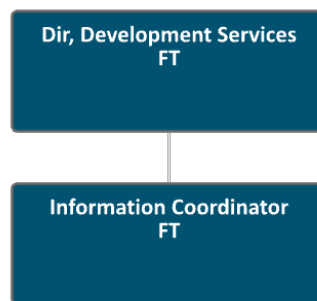 Dir, Development Services
FT
Information Coordinator
FT